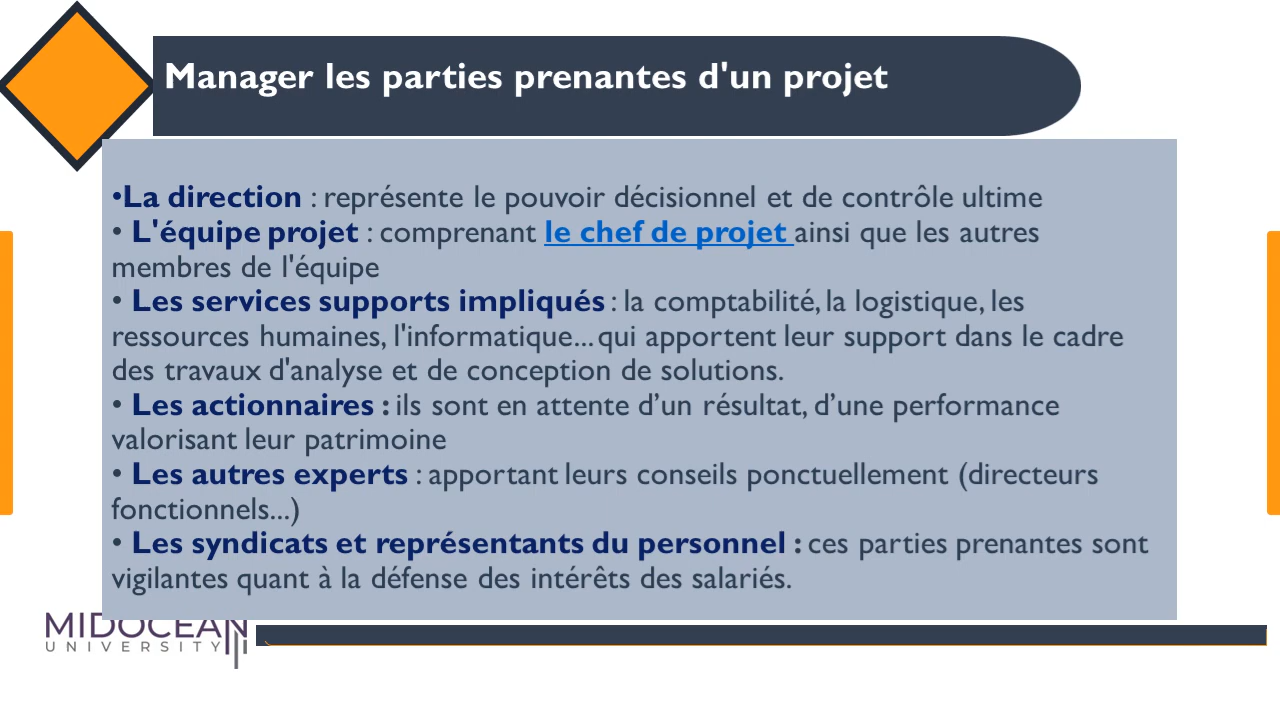 Manager les parties prenantes d'un projet
•La direction : représente le pouvoir décisionnel et de contrôle ultime
• L'équipe projet : comprenant le chef de projet ainsi que les autres
membres de l'équipe
• Les services supports impliqués : la comptabilité, la logistique, les
ressources humaines, l'informatique... qui apportent leur support dans le cadre
des travaux d'analyse et de conception de solutions.
• Les actionnaires : ils sont en attente d’un résultat, d’une performance
valorisant leur patrimoine
• Les autres experts : apportant leurs conseils ponctuellement (directeurs
fonctionnels...)
• Les syndicats et représentants du personnel : ces parties prenantes sont
vigilantes quant à la défense des intérêts des salariés.
MIDOCEAN
UNIVERSITY